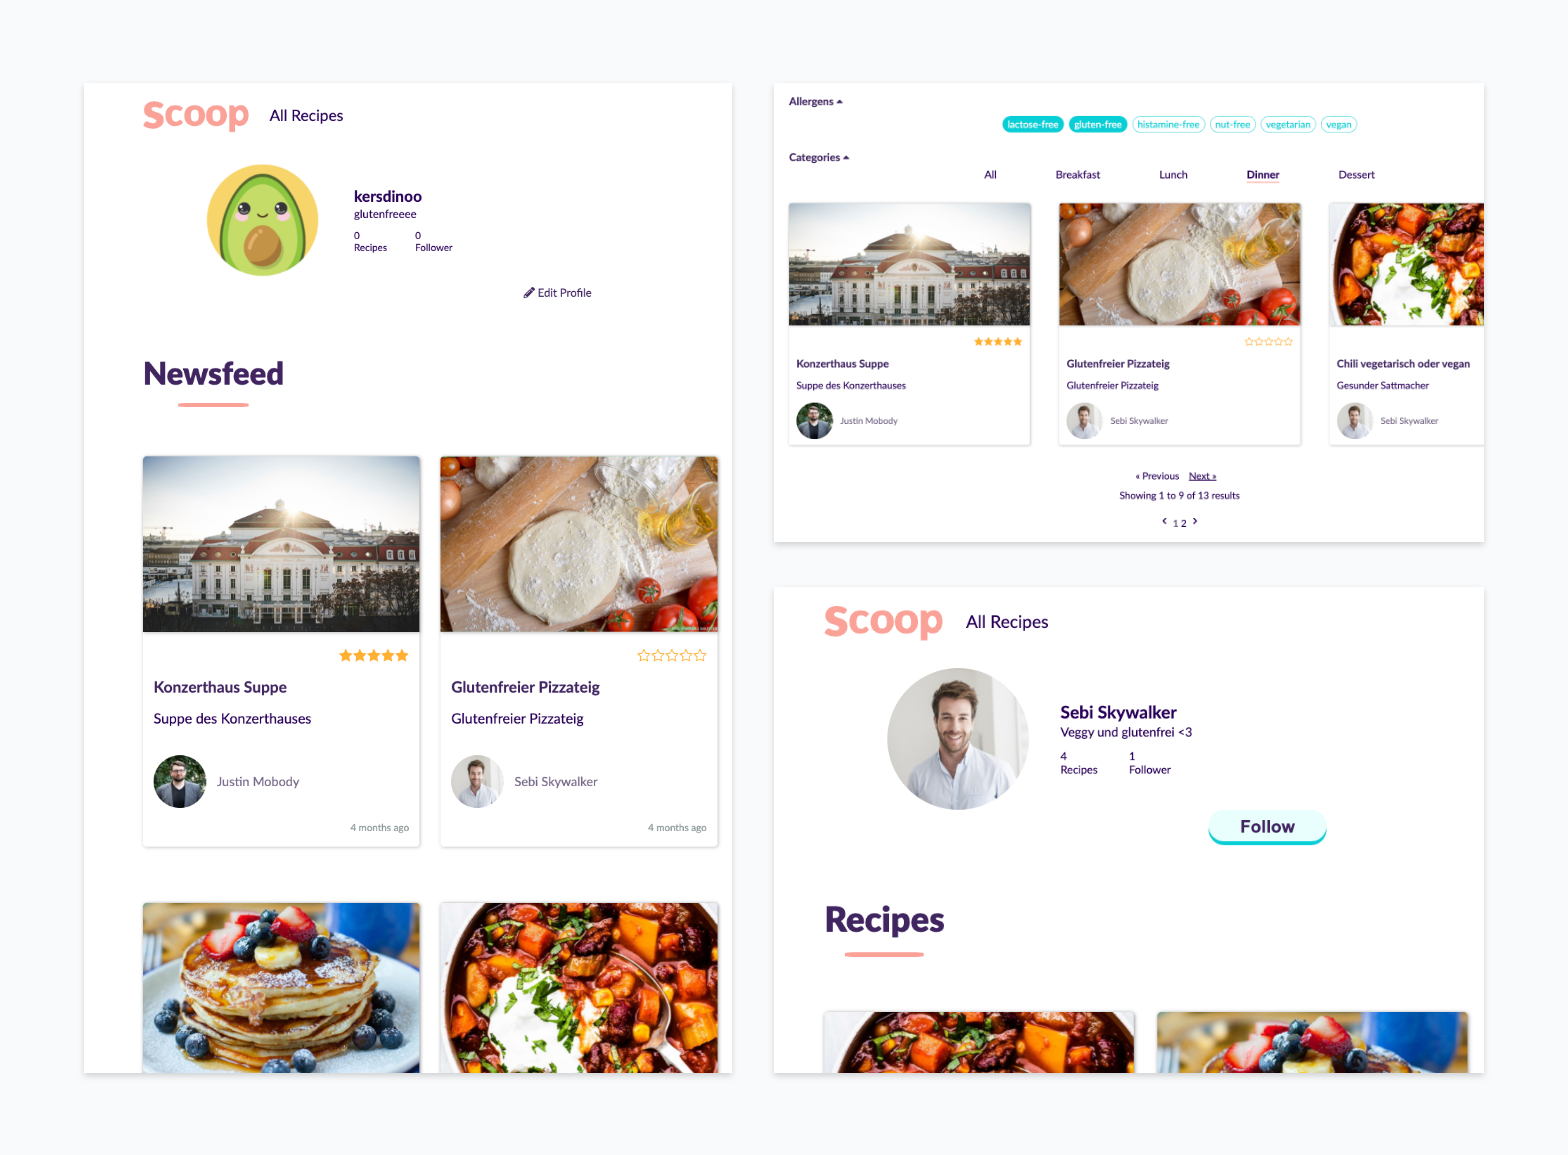 Scoop All Recipes
kersdinoo
glutenfreeee
0 0
Recipes Follower
Edit Profile
Newsfeed
Konzerthaus Suppe
Suppe des Konzerthauses
Justin Mobody
4 months ago
Glutenfreier Pizzateig
Glutenfreier Pizzateig
Sebi Skywalker
4 months ago
Allergens
lactose-free gluten-free histamine-free nut-free vegetarian vegan
Categories
All Breakfast Lunch Dinner Dessert
Konzerthaus Suppe
Suppe des Konzerthauses
Justin Mobody
Glutenfreier Pizzateig
Glutenfreier Pizzateig
Sebi Skywalker
Chili vegetarisch oder vegan
Gesunder Sattmacher
Sebi Skywalker
« Previous Next »
Showing 1 to 9 of 13 results
‹ 1 2 ›
Scoop All Recipes
Sebi Skywalker
Veggy und glutenfrei <3
4 1
Recipes Follower
Follow
Recipes